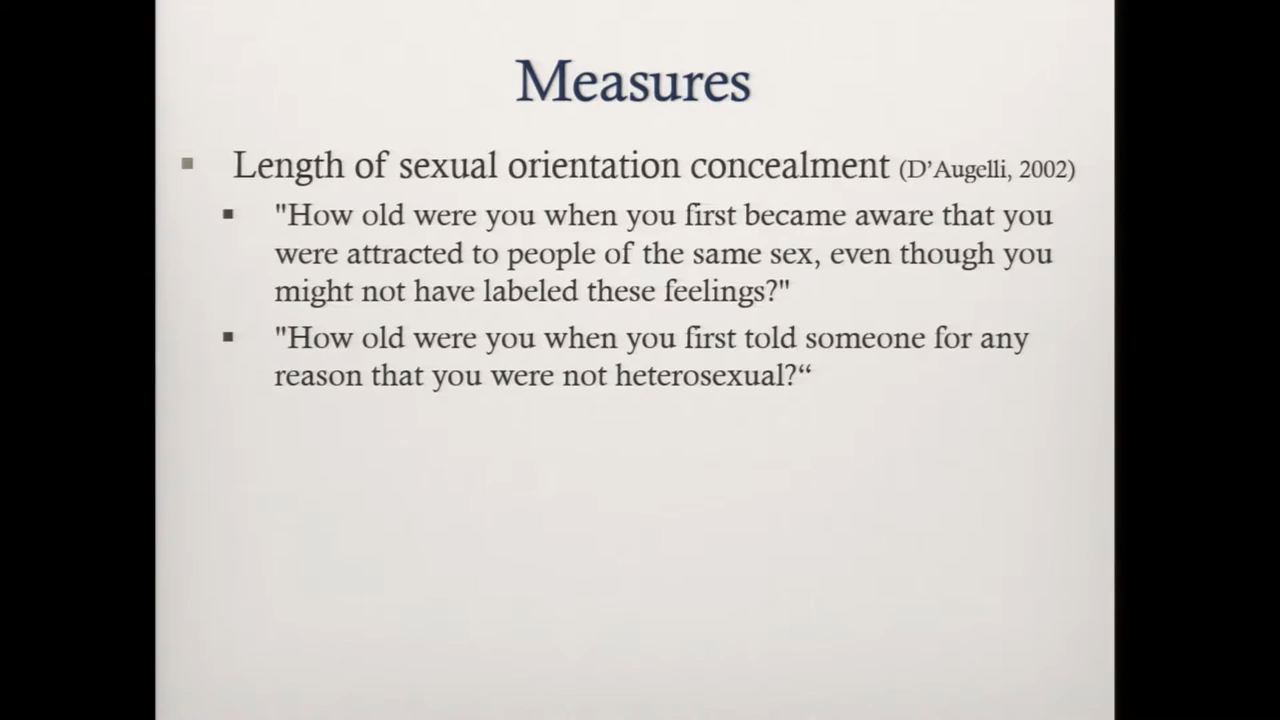 Measures
Length of sexual orientation concealment (D’Augelli, 2002)
"How old were you when you first became aware that you
were attracted to people of the same sex, even though you
might not have labeled these feelings?"
"How old were you when you first told someone for any
reason that you were not heterosexual?“